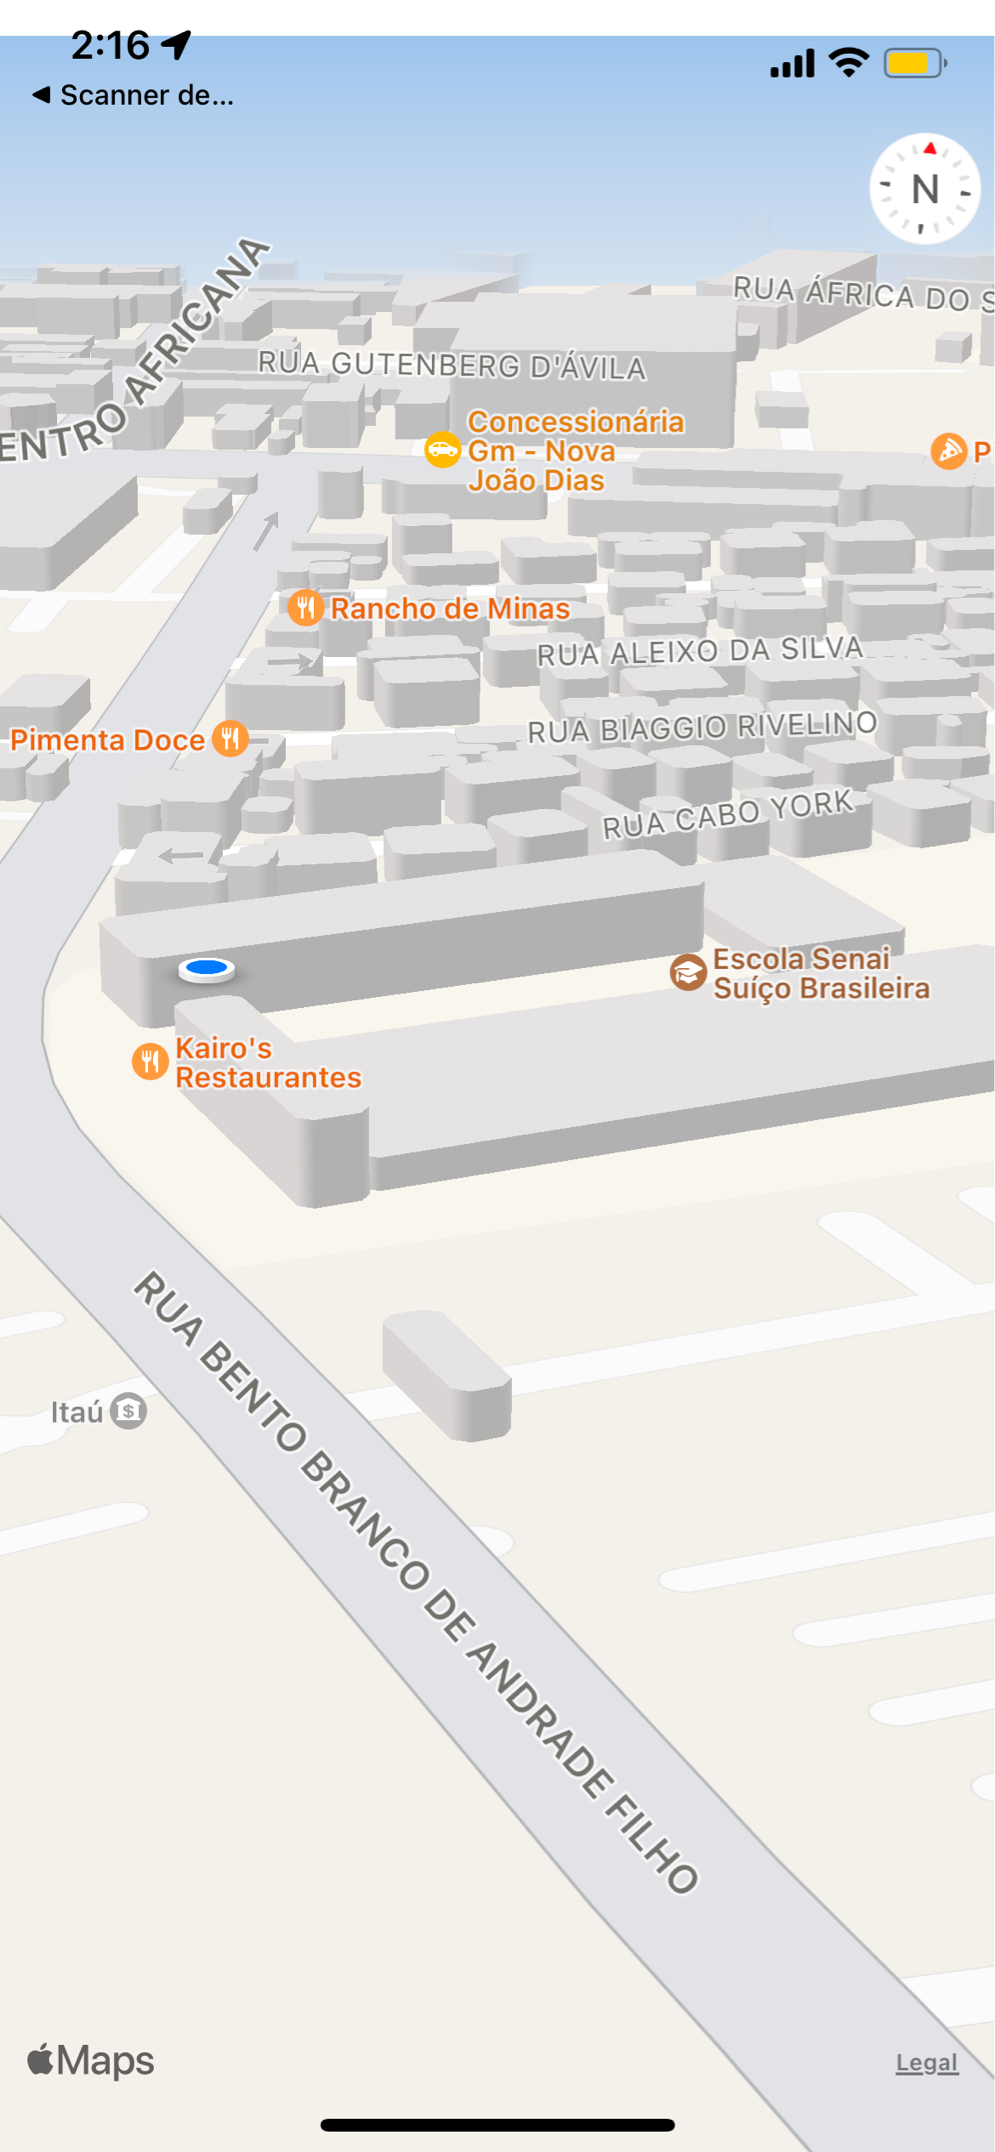 2:16
◀ Scanner de...
N
ENTRO AFRICANA
RUA ÁFRICA DO S
RUA GUTENBERG D'ÁVILA
Concessionária
Gm - Nova
João Dias
P
Rancho de Minas
RUA ALEIXO DA SILVA
RUA BIAGGIO RIVELINO
Pimenta Doce
RUA CABO YORK
Escola Senai
Suíço Brasileira
Kairo's
Restaurantes
RUA BENTO BRANCO DE ANDRADE FILHO
Itaú
Maps
Legal